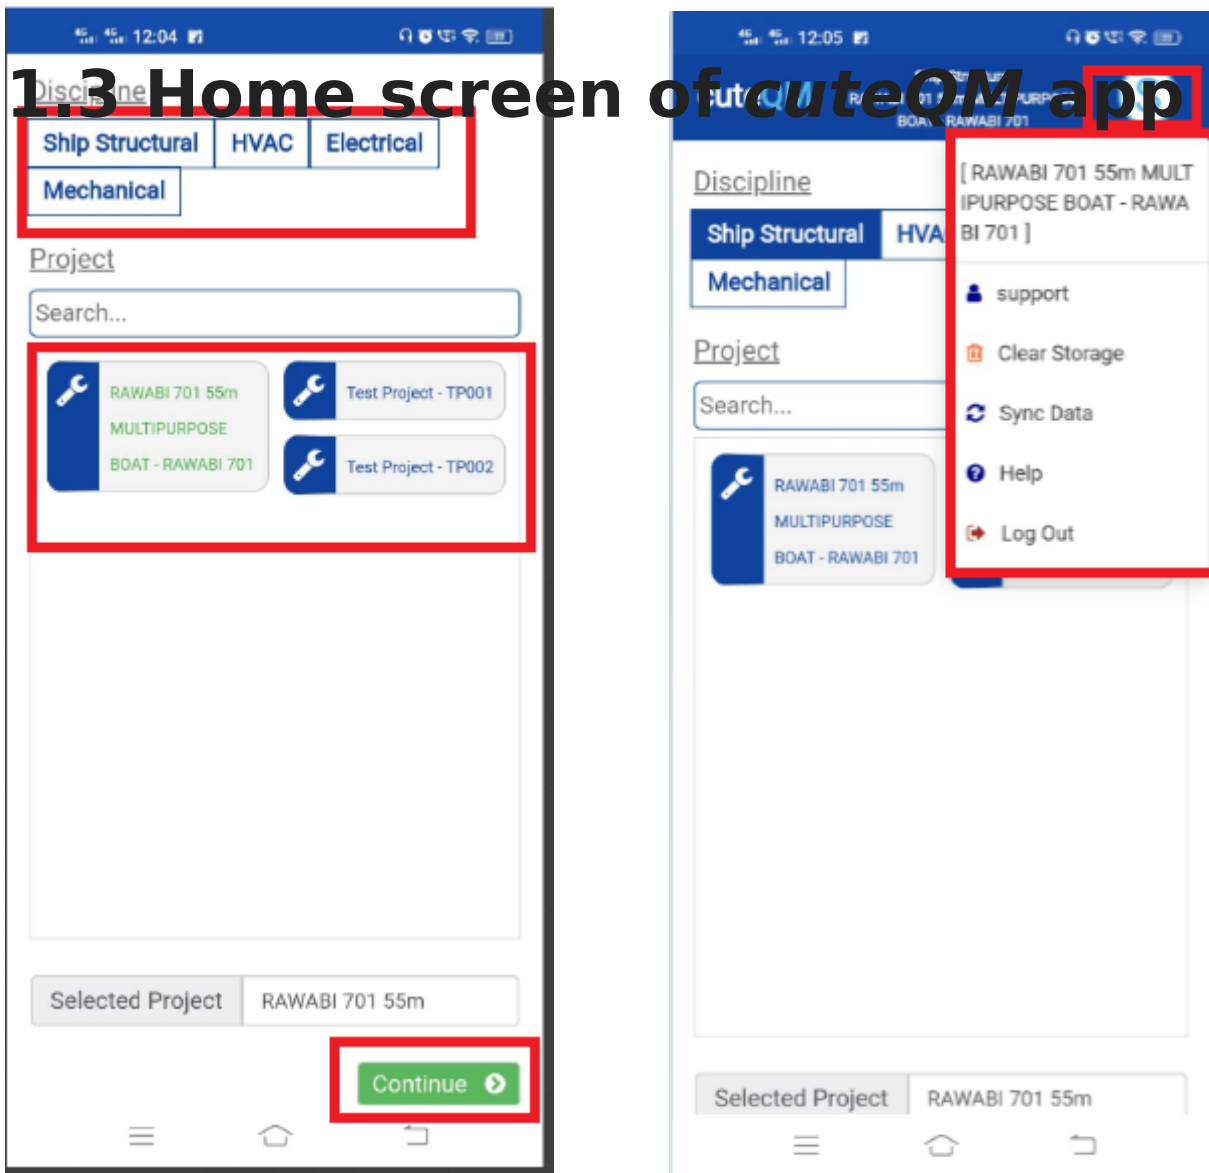 1.3 Home screen of cuteQM app
12:04
Discipline
Ship Structural HVAC Electrical
Mechanical
Project
Search...
RAWABI 701 55m
MULTIPURPOSE
BOAT - RAWABI 701
Test Project - TP001
Test Project - TP002
Selected Project RAWABI 701 55m
Continue
12:05
cuteQM
BOAT - RAWABI 701
[ RAWABI 701 55m MULT
IPURPOSE BOAT - RAWA
BI 701 ]
support
Clear Storage
Sync Data
Help
Log Out
Discipline
Ship Structural HVA
Mechanical
Project
Search...
RAWABI 701 55m
MULTIPURPOSE
BOAT - RAWABI 701
Selected Project RAWABI 701 55m